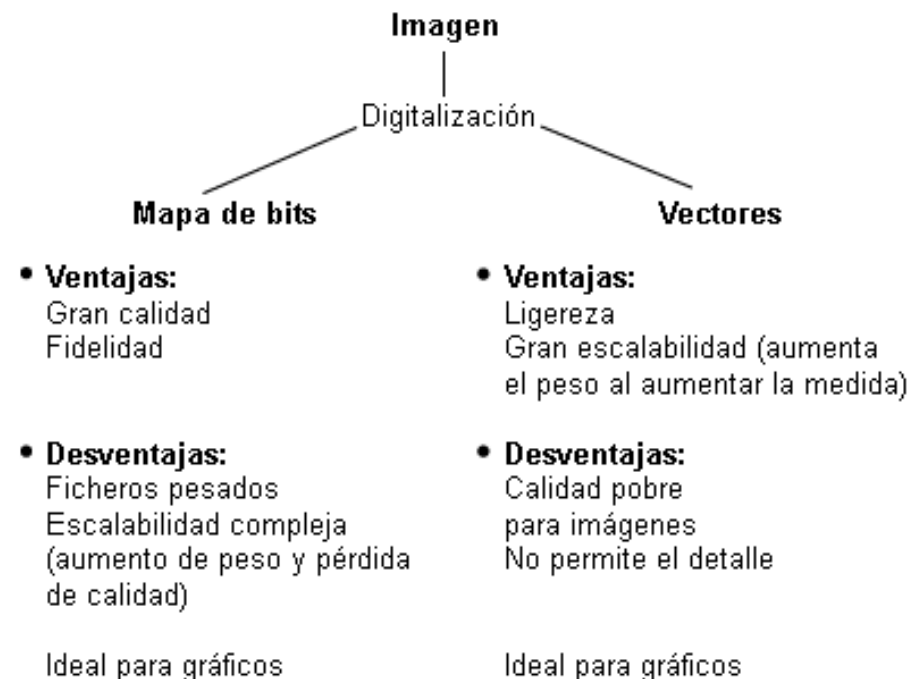 Imagen
Digitalización
Mapa de bits
• Ventajas:
Gran calidad
Fidelidad
• Desventajas:
Ficheros pesados
Escalabilidad compleja
(aumento de peso y pérdida
de calidad)
Ideal para gráficos
Vectores
• Ventajas:
Ligereza
Gran escalabilidad (aumenta
el peso al aumentar la medida)
• Desventajas:
Calidad pobre
para imágenes
No permite el detalle
Ideal para gráficos